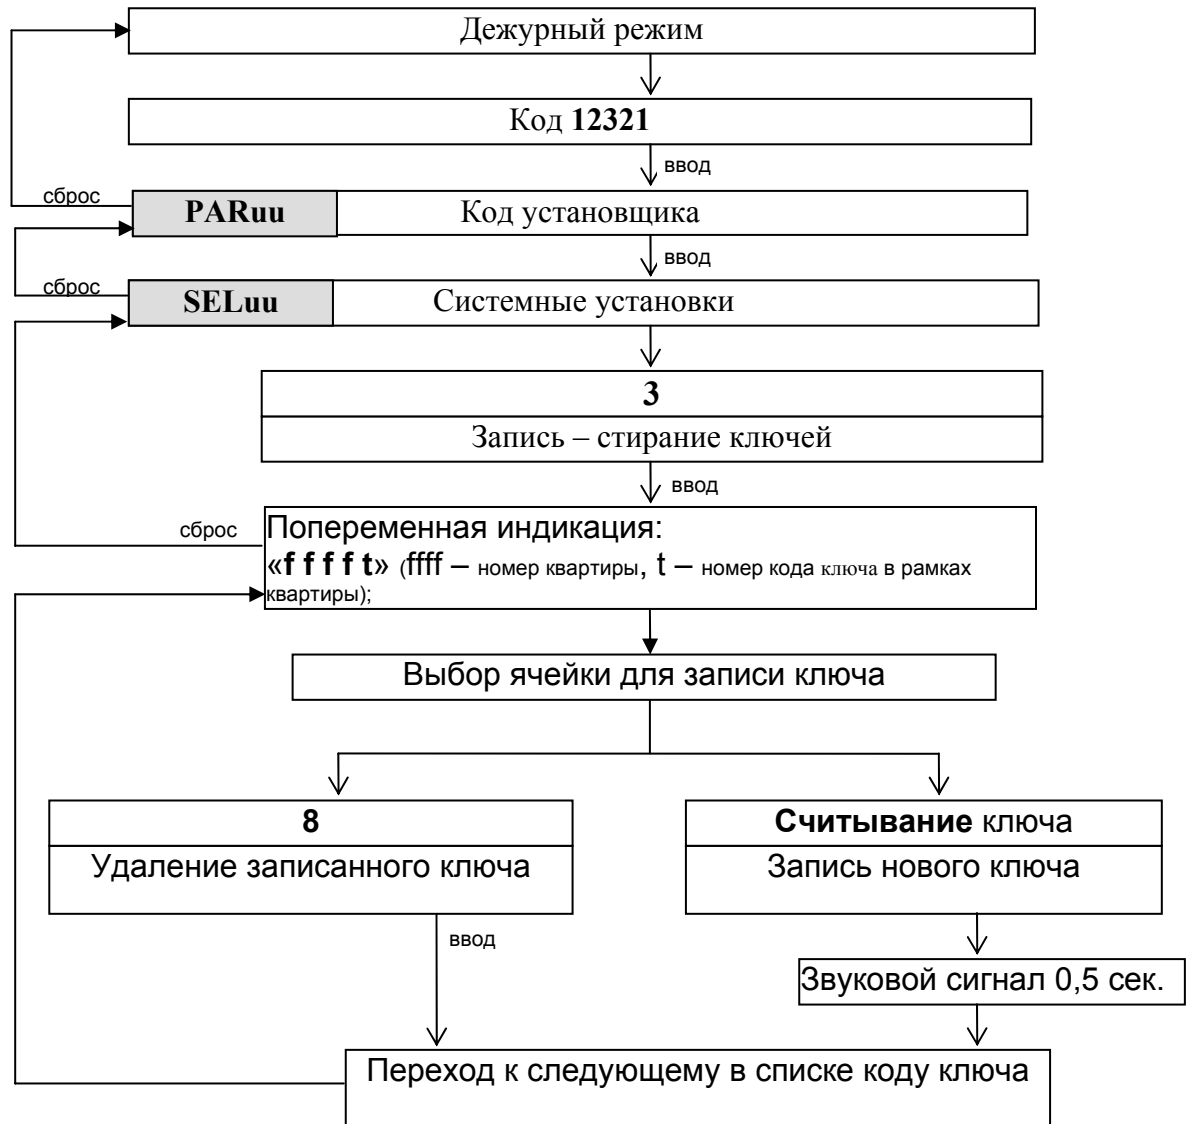 Дежурный режим
Код 12321
ввод
сброс
PARuu Код установщика
ввод
сброс
SELuu Системные установки
3
Запись – стирание ключей
ввод
сброс
Попеременная индикация:
«f f f f t» (ffff – номер квартиры, t – номер кода ключа в рамках
квартиры);
Выбор ячейки для записи ключа
8
Удаление записанного ключа
Считывание ключа
Запись нового ключа
ввод
Звуковой сигнал 0,5 сек.
Переход к следующему в списке коду ключа